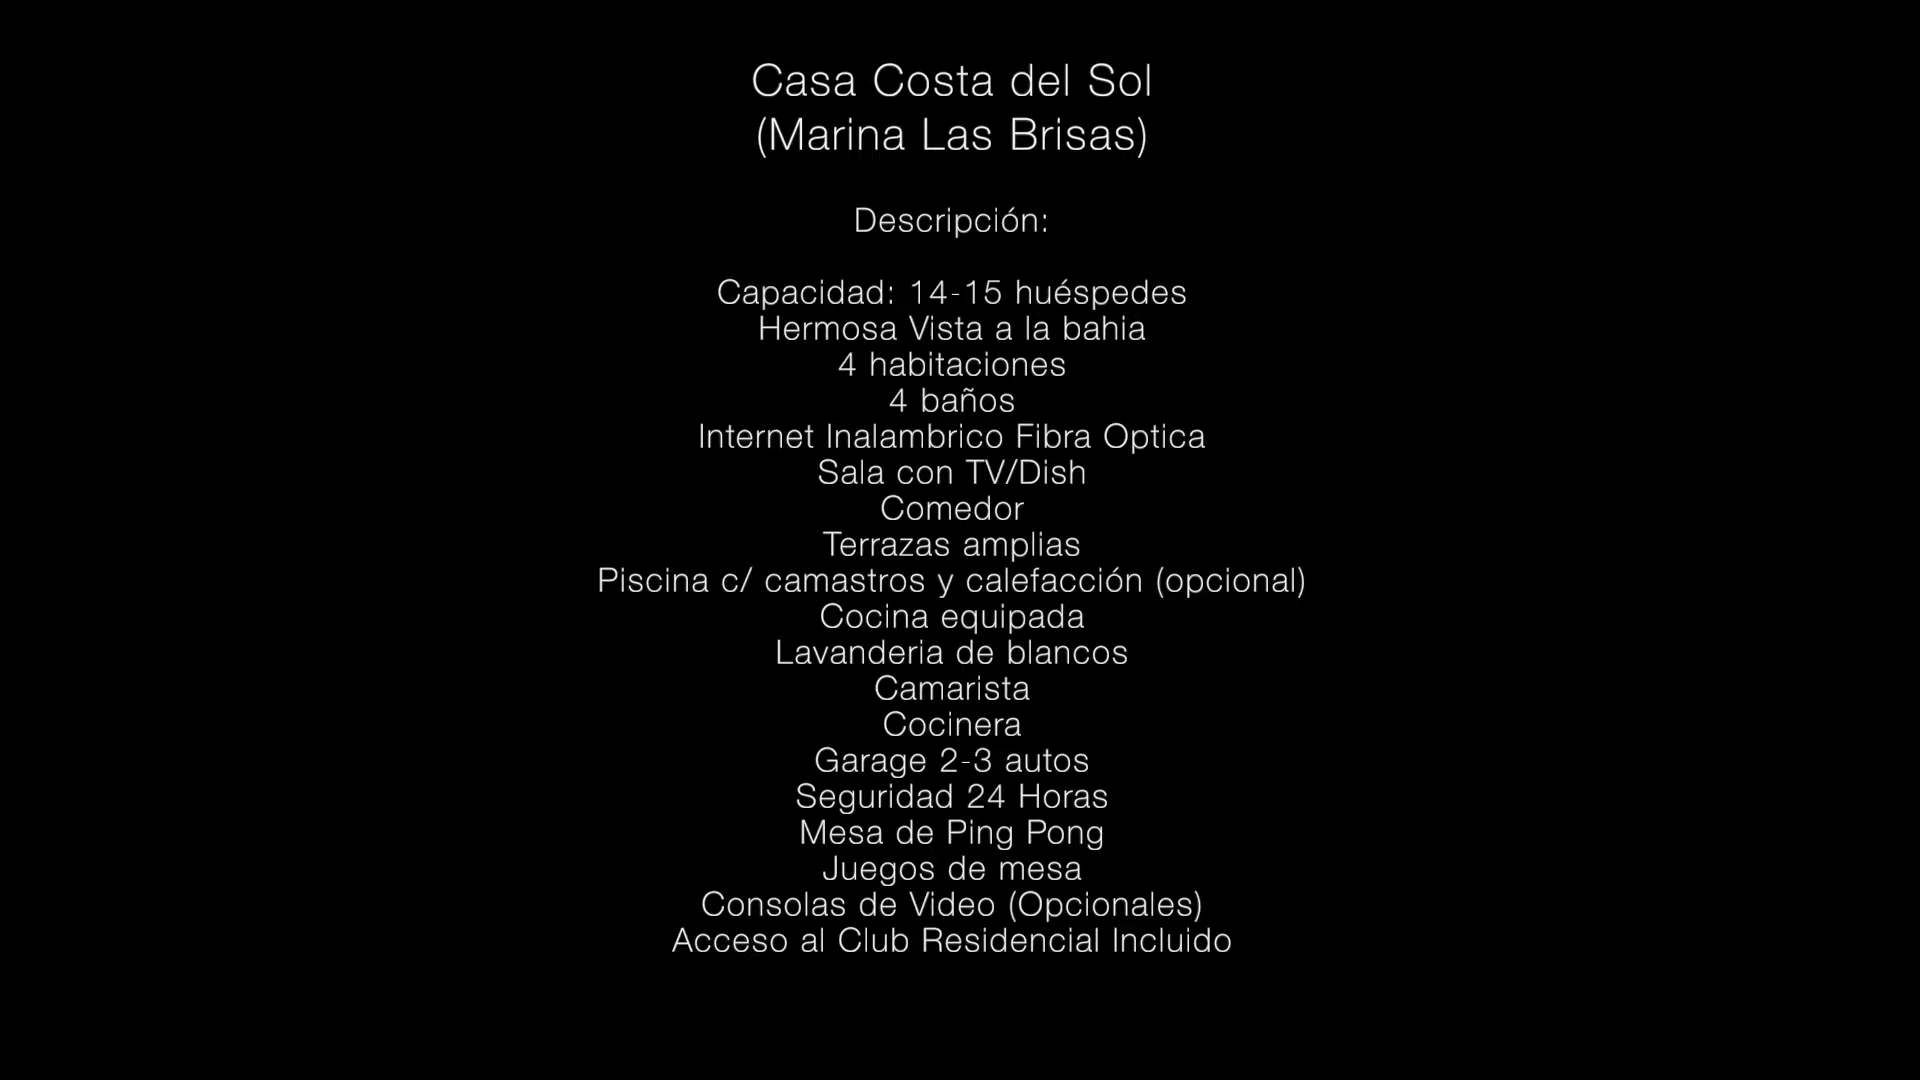 Casa Costa del Sol
(Marina Las Brisas)
Descripción:
Capacidad: 14-15 huéspedes
Hermosa Vista a la bahia
4 habitaciones
4 baños
Internet Inalambrico Fibra Optica
Sala con TV/Dish
Comedor
Terrazas amplias
Piscina c/ camastros y calefacción (opcional)
Cocina equipada
Lavanderia de blancos
Camarista
Cocinera
Garage 2-3 autos
Seguridad 24 Horas
Mesa de Ping Pong
Juegos de mesa
Consolas de Video (Opcionales)
Acceso al Club Residencial Incluido